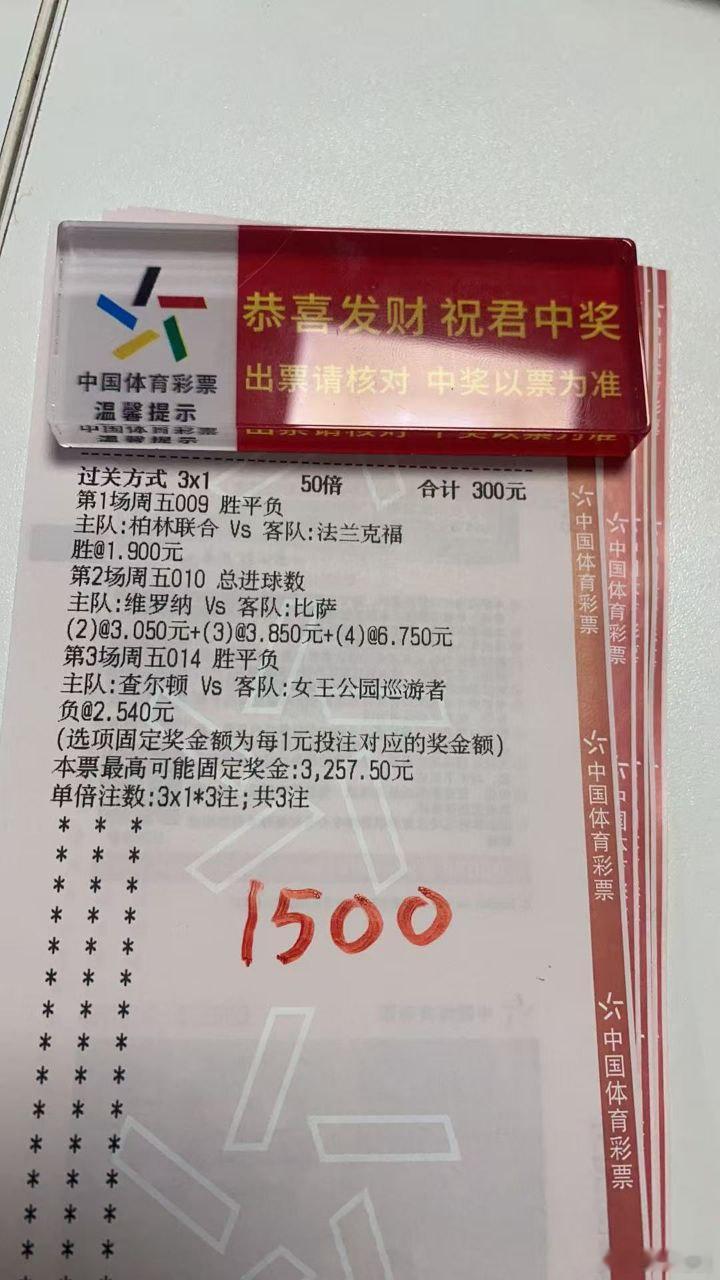 恭喜发财 祝君中奖
出票请核对 中奖以票为准
中国体育彩票
温馨提示
过关方式 3x1 50倍 合计 300元
第1场周五009 胜平负
主队:柏林联合 Vs 客队:法兰克福
胜@1.900元
第2场周五010 总进球数
主队:维罗纳 Vs 客队:比萨
(2)@3.050元+(3)@3.850元+(4)@6.750元
第3场周五014 胜平负
主队:查尔顿 Vs 客队:女王公园巡游者
负@2.540元
(选项固定奖金额为每1元投注对应的奖金额)
本票最高可能固定奖金:3,257.50元
单倍注数:3x1*3注;共3注
1500
中国体育彩票
中国体育彩票
中国体育彩票
中国体育彩票